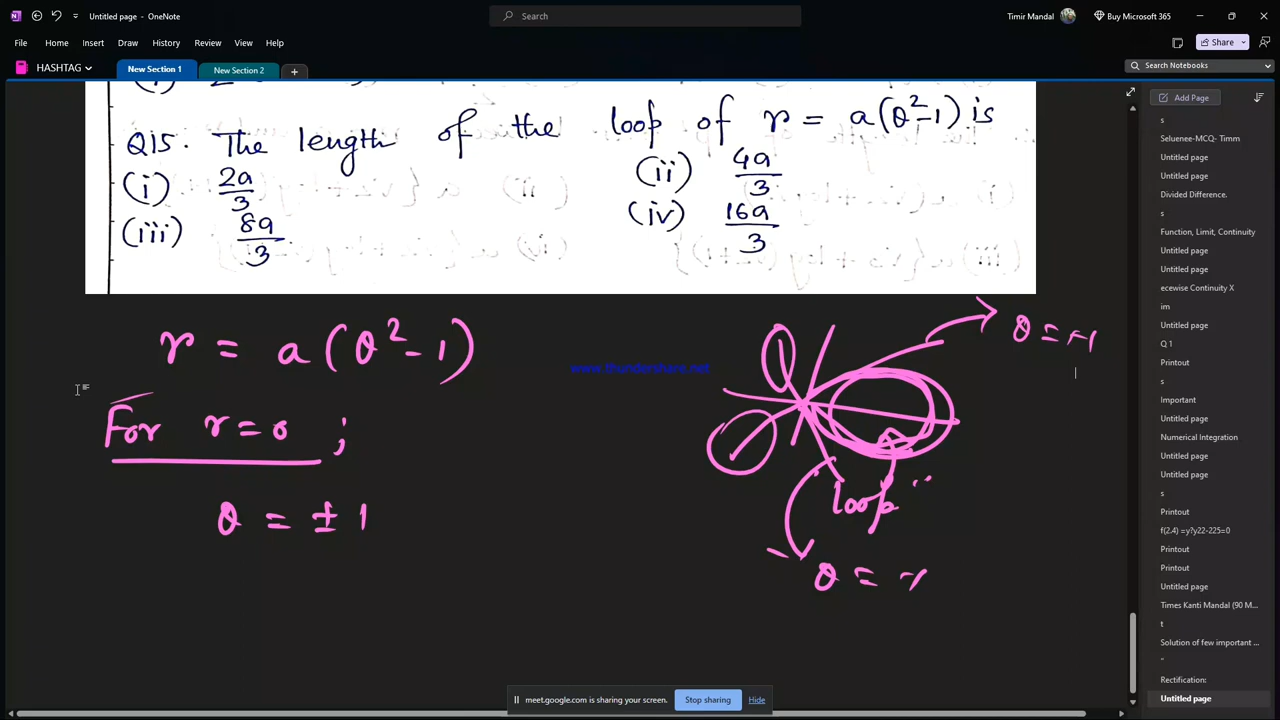 Untitled page - OneNote
Search
Timir Mandal
Buy Microsoft 365
File Home Insert Draw History Review View Help
Share
HASHTAG
New Section 1
New Section 2
Search Notebooks
Add Page
Q15. The length of the loop of r = a(θ²-1) is
(i) 2a/3 (ii) 4a/3
(iii) 8a/3 (iv) 16a/3
r = a(θ²-1)
For r=0 ;
θ = ±1
θ = +1
loop
θ = -1
www.thundershare.net
s
Seluenee-MCQ- Timm
Untitled page
Untitled page
Divided Difference.
s
Function, Limit, Continuity
Untitled page
Untitled page
ecewise Continuity X
im
Untitled page
Q 1
Printout
s
Important
Untitled page
Numerical Integration
Untitled page
Untitled page
s
Printout
f(2.4) =y?y22-225=0
Printout
Printout
Untitled page
Times Kanti Mandal (90 M...
t
Solution of few important ...
"
Rectification:
Untitled page
meet.google.com is sharing your screen.
Stop sharing
Hide